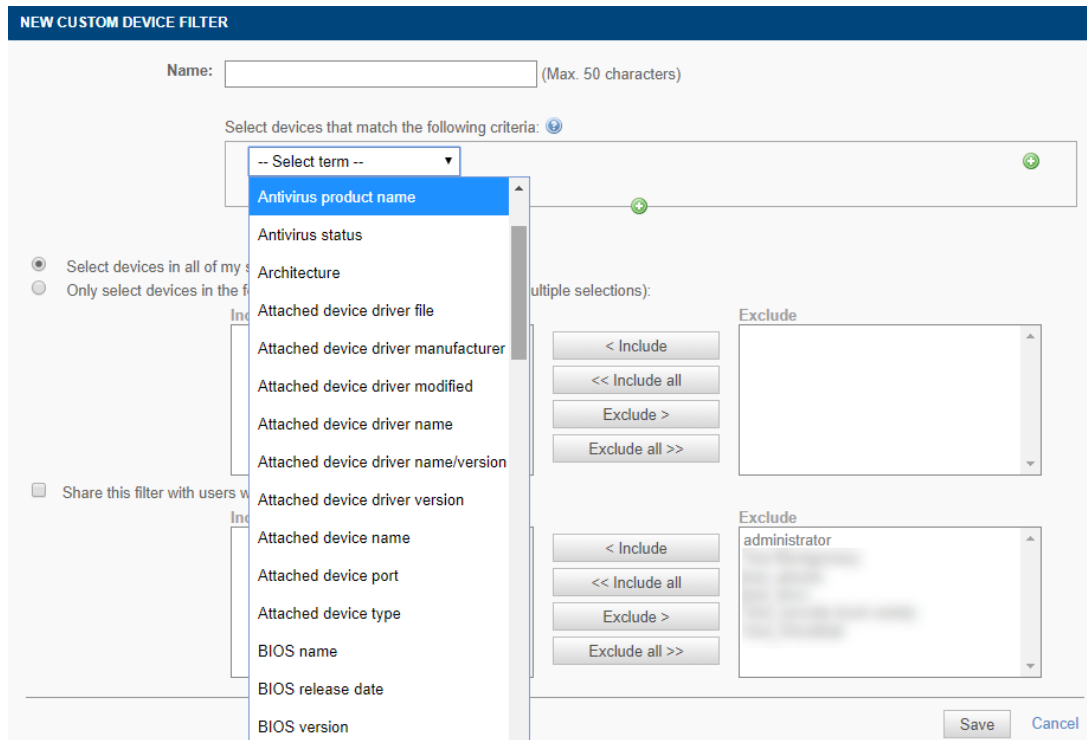 NEW CUSTOM DEVICE FILTER
Name: (Max. 50 characters)
Select devices that match the following criteria:
-- Select term --
Antivirus product name
Antivirus status
Architecture
Attached device driver file
Attached device driver manufacturer
Attached device driver modified
Attached device driver name
Attached device driver name/version
Attached device driver version
Attached device name
Attached device port
Attached device type
BIOS name
BIOS release date
BIOS version
Select devices in all of my
Only select devices in the selections):
Exclude
< Include
<< Include all
Exclude >
Exclude all >>
Share this filter with users
Exclude
administrator
< Include
<< Include all
Exclude >
Exclude all >>
Save Cancel